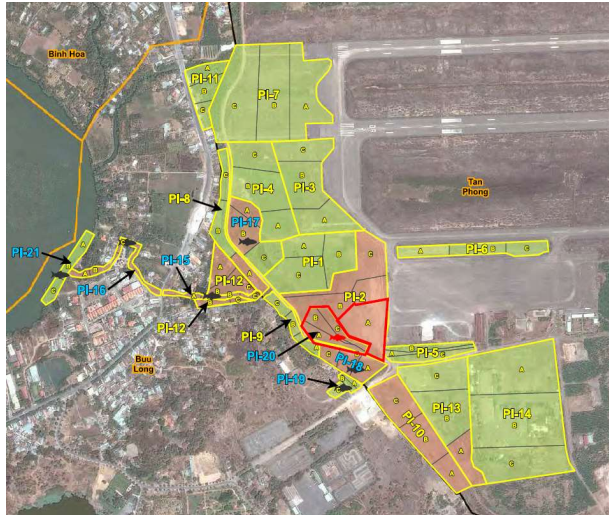 Binh Hoa
A
PI-11
B
C
C
PI-7
B
A
C
C
PI-4
B
C
PI-3
B
A
A
PI-8
A
PI-17
B
B
C
Tan
Phong
PI-21
A
B
C
PI-16
PI-15
PI-12
PI-12
C
B
PI-1
A
A
PI-6
B
C
PI-2
B
B
C
A
PI-9
PI-20
Buu
Long
PI-18
A
PI-5
B
C
PI-19
B
A
C
C
PI-10
B
A
C
PI-13
B
A
C
A
PI-14
B
C